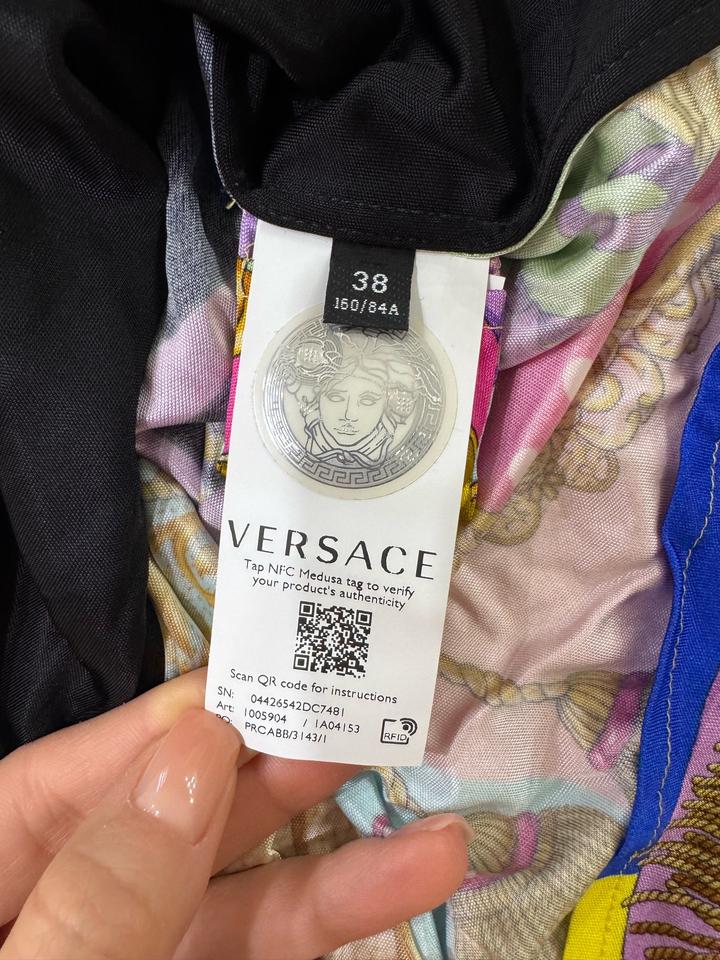 38
160/84A
VERSACE
Tap NFC Medusa tag to verify
your product's authenticity
Scan QR code for instructions
SN: 04426542DC7481
Art: 1005904 / 1A04153
PO: PRCABB/3143/1
RFID